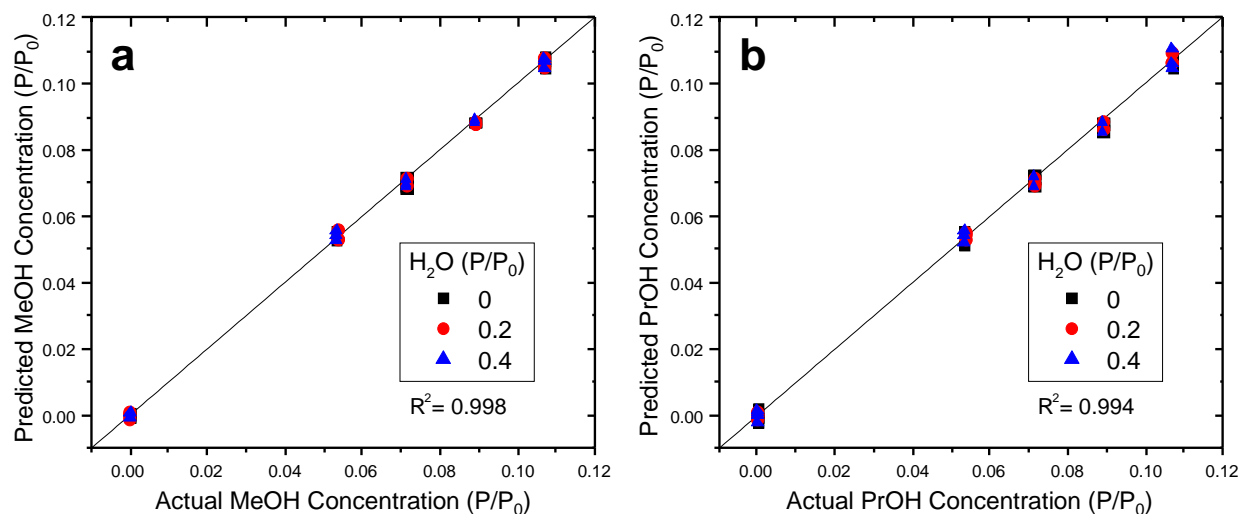 a
Predicted MeOH Concentration (P/P₀)
0.12
0.10
0.08
0.06
0.04
0.02
0.00
H₂O (P/P₀)
0
0.2
0.4
R²= 0.998
0.00 0.02 0.04 0.06 0.08 0.10 0.12
Actual MeOH Concentration (P/P₀)
b
Predicted PrOH Concentration (P/P₀)
0.12
0.10
0.08
0.06
0.04
0.02
0.00
H₂O (P/P₀)
0
0.2
0.4
R²= 0.994
0.00 0.02 0.04 0.06 0.08 0.10 0.12
Actual PrOH Concentration (P/P₀)